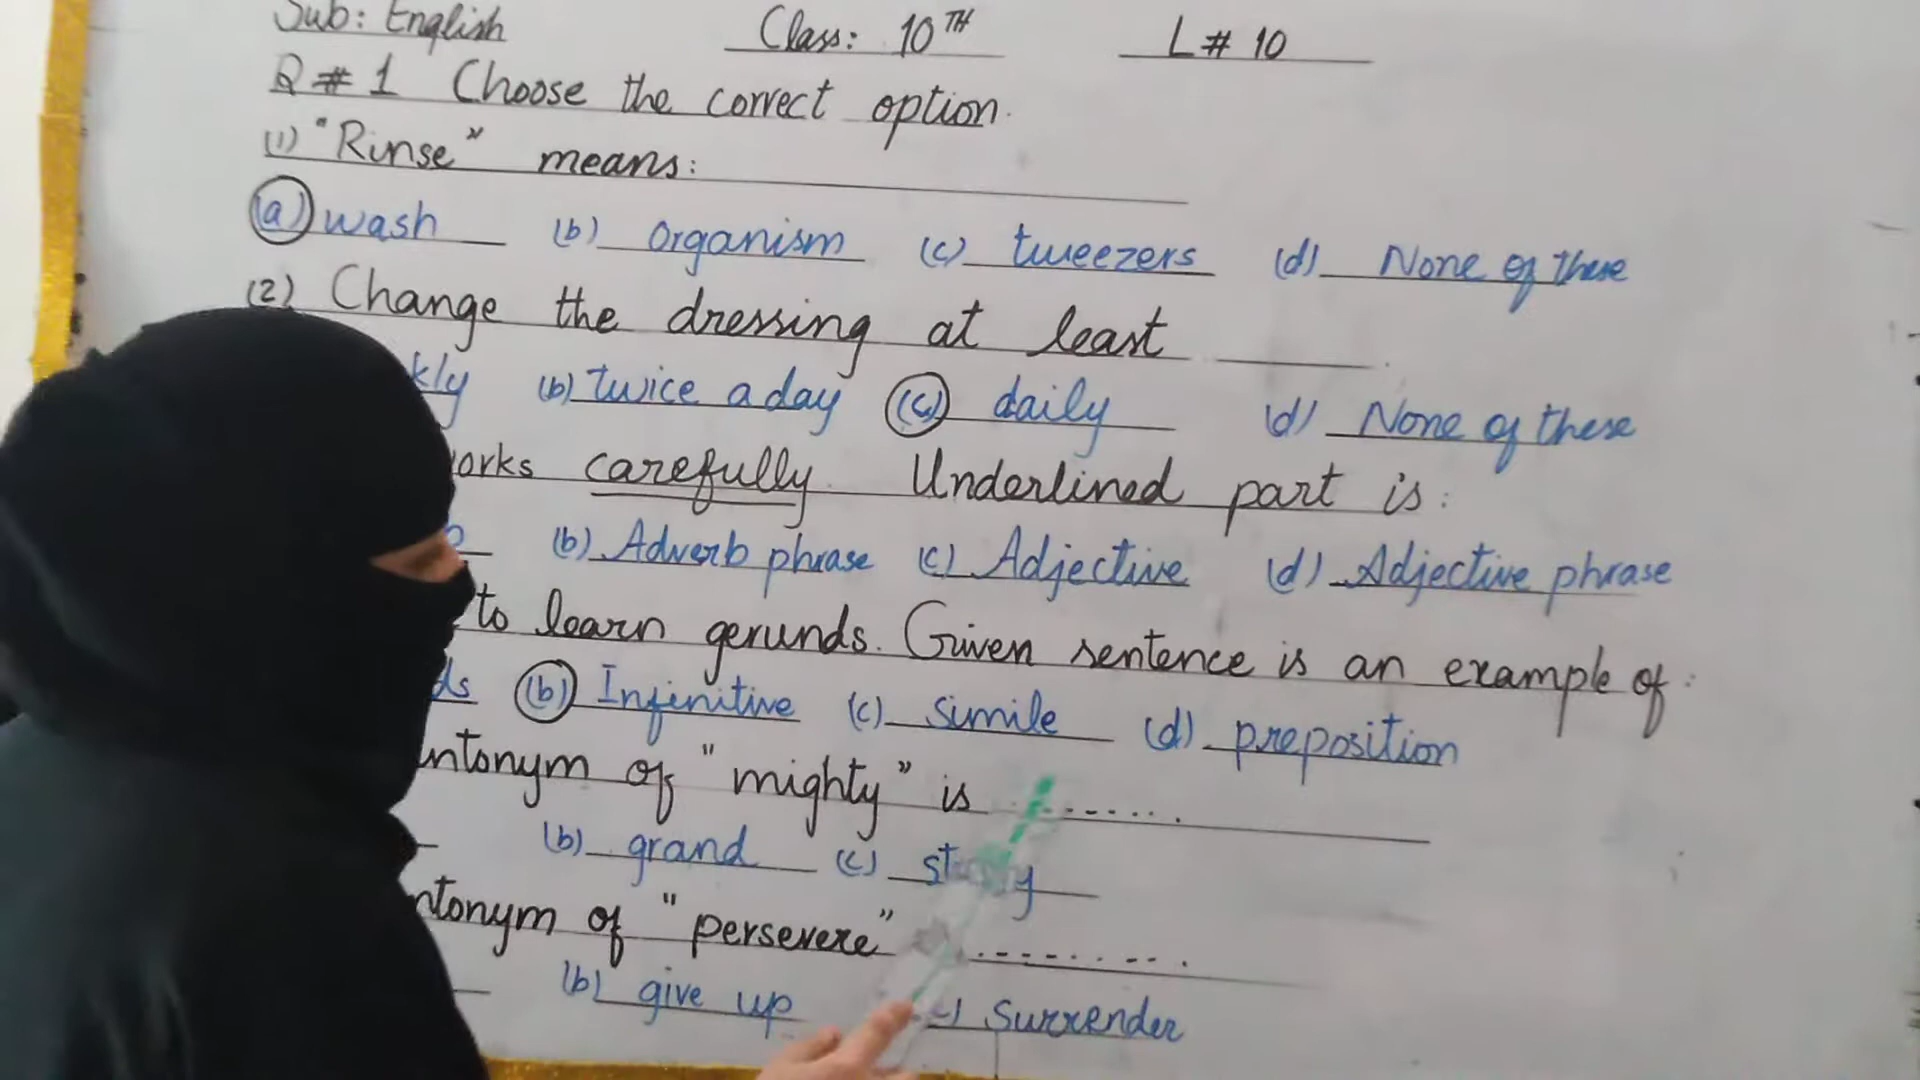 Sub: English Class: 10TH L# 10
Q # 1 Choose the correct option.
(1) "Rinse" means:
(a) wash (b) organism (c) tweezers (d) None of these
(2) Change the dressing at least
kly (b) twice a day (c) daily (d) None of these
orks carefully. Underlined part is:
(b) Adverb phrase (c) Adjective (d) Adjective phrase
to learn gerunds. Given sentence is an example of:
ds (b) Infinitive (c) simile (d) preposition
ntonym of "mighty" is .......
(b) grand (c)
ntonym of "persevere" ..........
(b) give up (c) Surrender